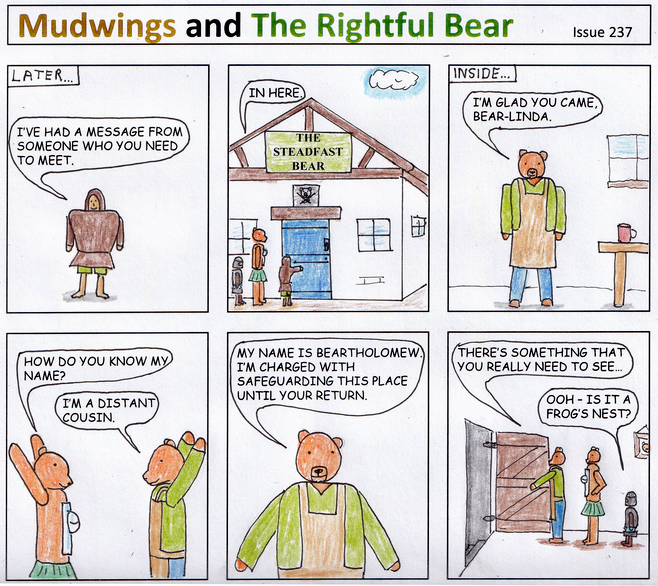 Mudwings and The Rightful Bear
Issue 237
LATER...
I'VE HAD A MESSAGE FROM
SOMEONE WHO YOU NEED
TO MEET.
IN HERE.
THE
STEADFAST
BEAR
INSIDE...
I'M GLAD YOU CAME,
BEAR-LINDA.
HOW DO YOU KNOW MY
NAME?
I'M A DISTANT
COUSIN.
MY NAME IS BEARTHOLOMEW.
I'M CHARGED WITH
SAFEGUARDING THIS PLACE
UNTIL YOUR RETURN.
THERE'S SOMETHING THAT
YOU REALLY NEED TO SEE...
OOH - IS IT A
FROG'S NEST?